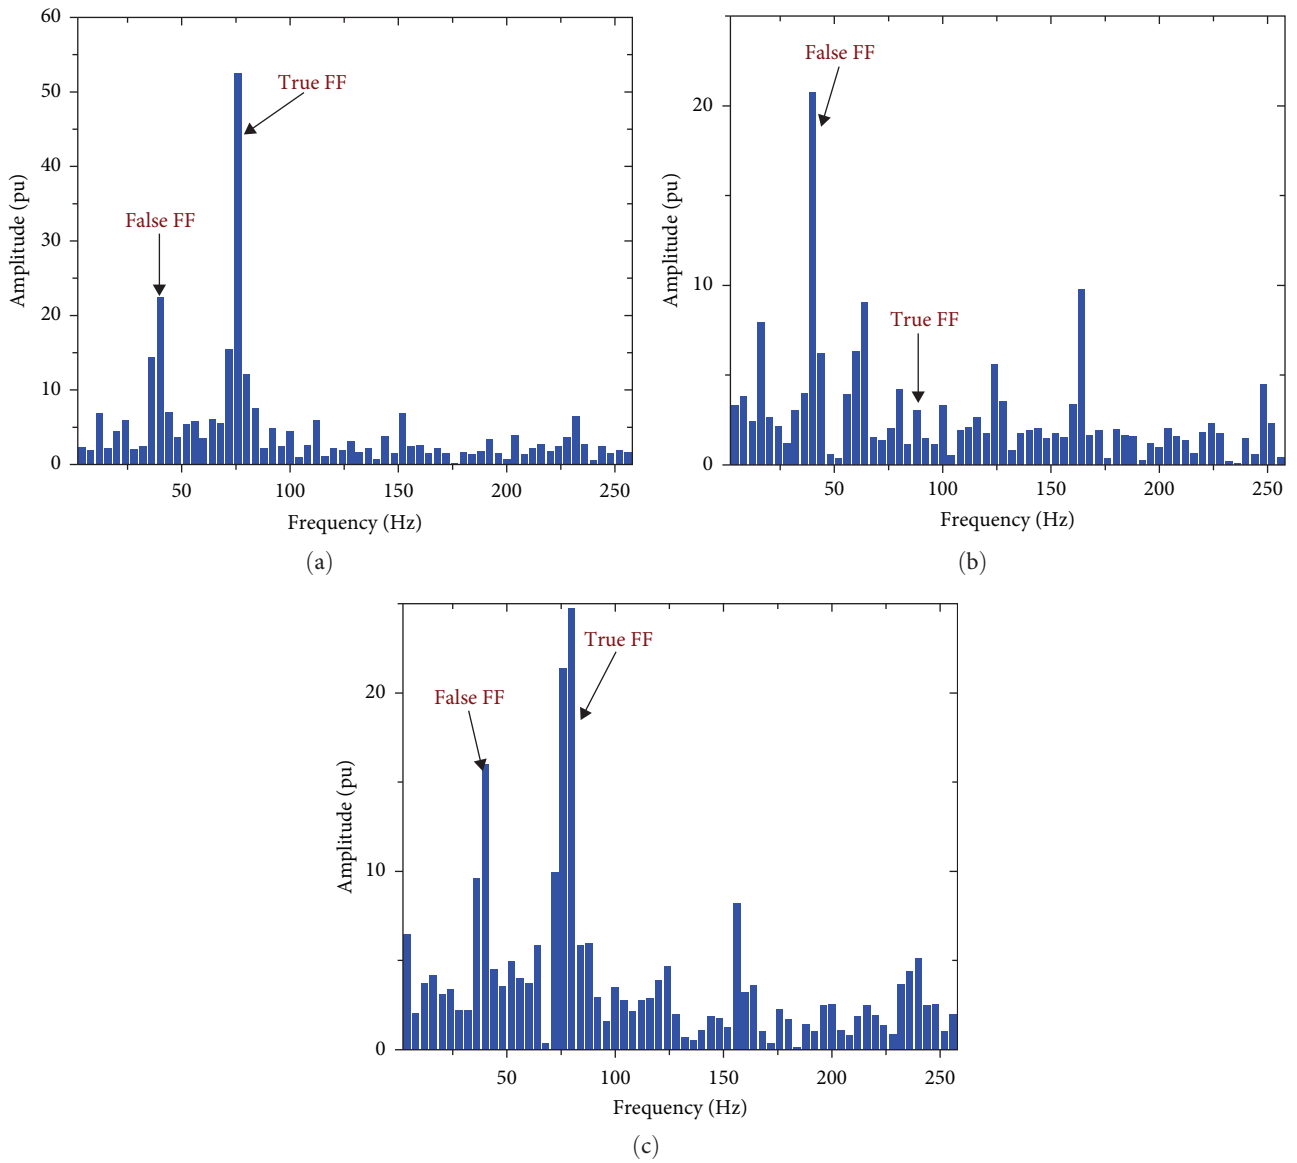 60
50
40
30
20
10
0
Amplitude (pu)
False FF
True FF
50 100 150 200 250
Frequency (Hz)
(a)
20
10
0
Amplitude (pu)
False FF
True FF
50 100 150 200 250
Frequency (Hz)
(b)
20
10
0
Amplitude (pu)
False FF
True FF
50 100 150 200 250
Frequency (Hz)
(c)